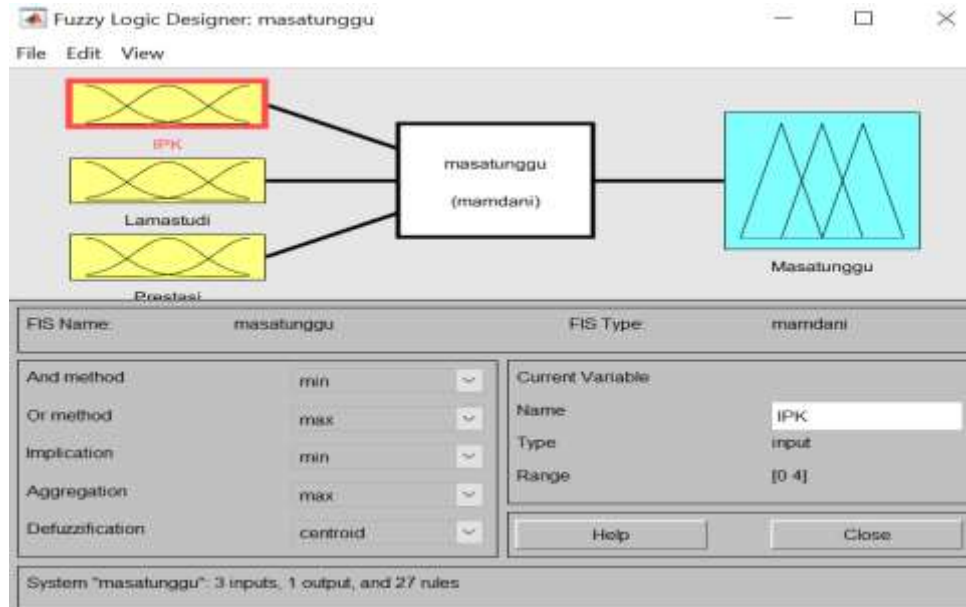 Fuzzy Logic Designer: masatunggu
File Edit View
IPK
Lamastudi
Prestasi
masatunggu
(mamdani)
Masatunggu
FIS Name: masatunggu FIS Type: mamdani
And method min
Or method max
Implication min
Aggregation max
Defuzzification centroid
Current Variable
Name IPK
Type input
Range [0 4]
Help Close
System "masatunggu": 3 inputs, 1 output, and 27 rules